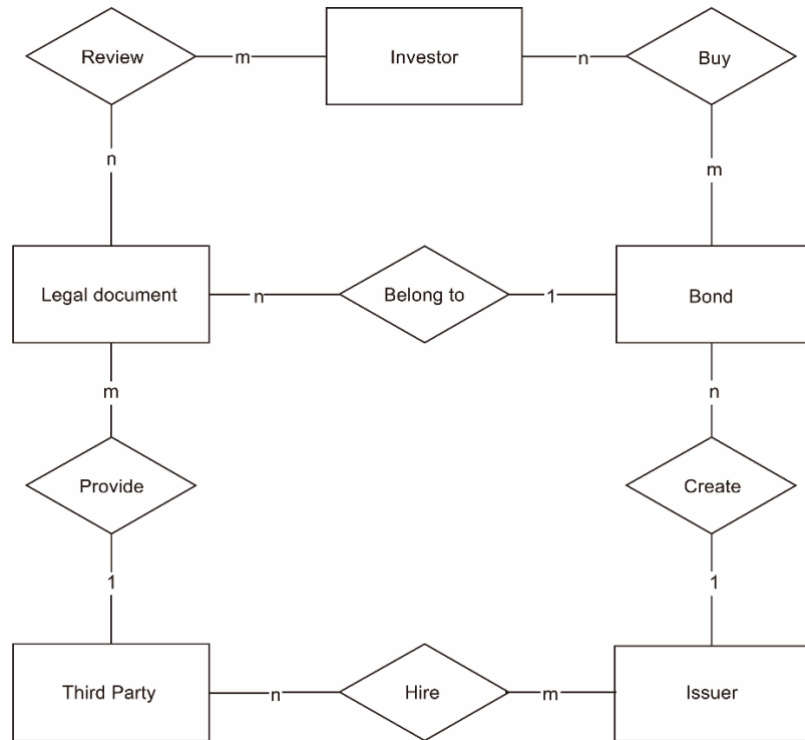 Review
m
Investor
n
Buy
n
m
Legal document
n
Belong to
1
Bond
m
n
Provide
Create
1
1
Third Party
n
Hire
m
Issuer